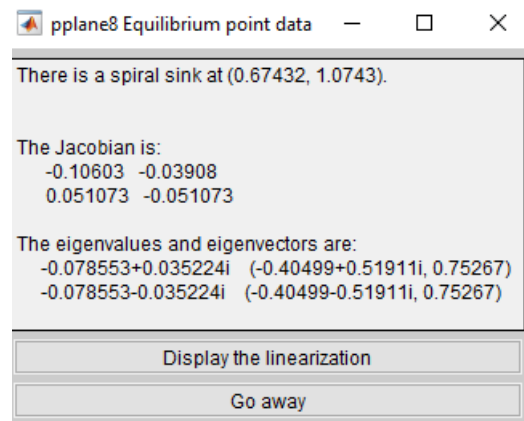 pplane8 Equilibrium point data
There is a spiral sink at (0.67432, 1.0743).
The Jacobian is:
-0.10603 -0.03908
0.051073 -0.051073
The eigenvalues and eigenvectors are:
-0.078553+0.035224i (-0.40499+0.51911i, 0.75267)
-0.078553-0.035224i (-0.40499-0.51911i, 0.75267)
Display the linearization
Go away